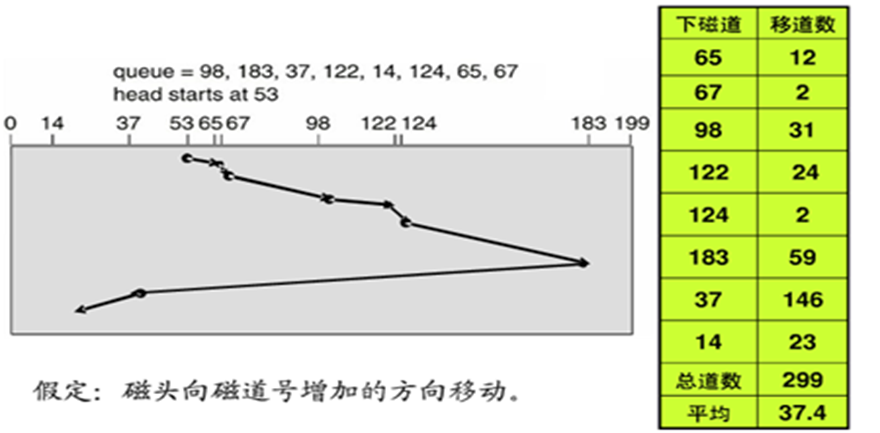 queue = 98, 183, 37, 122, 14, 124, 65, 67
head starts at 53
0 14 37 53 65 67 98 122 124 183 199
假定：磁头向磁道号增加的方向移动。
下磁道 移道数
65 12
67 2
98 31
122 24
124 2
183 59
37 146
14 23
总道数 299
平均 37.4